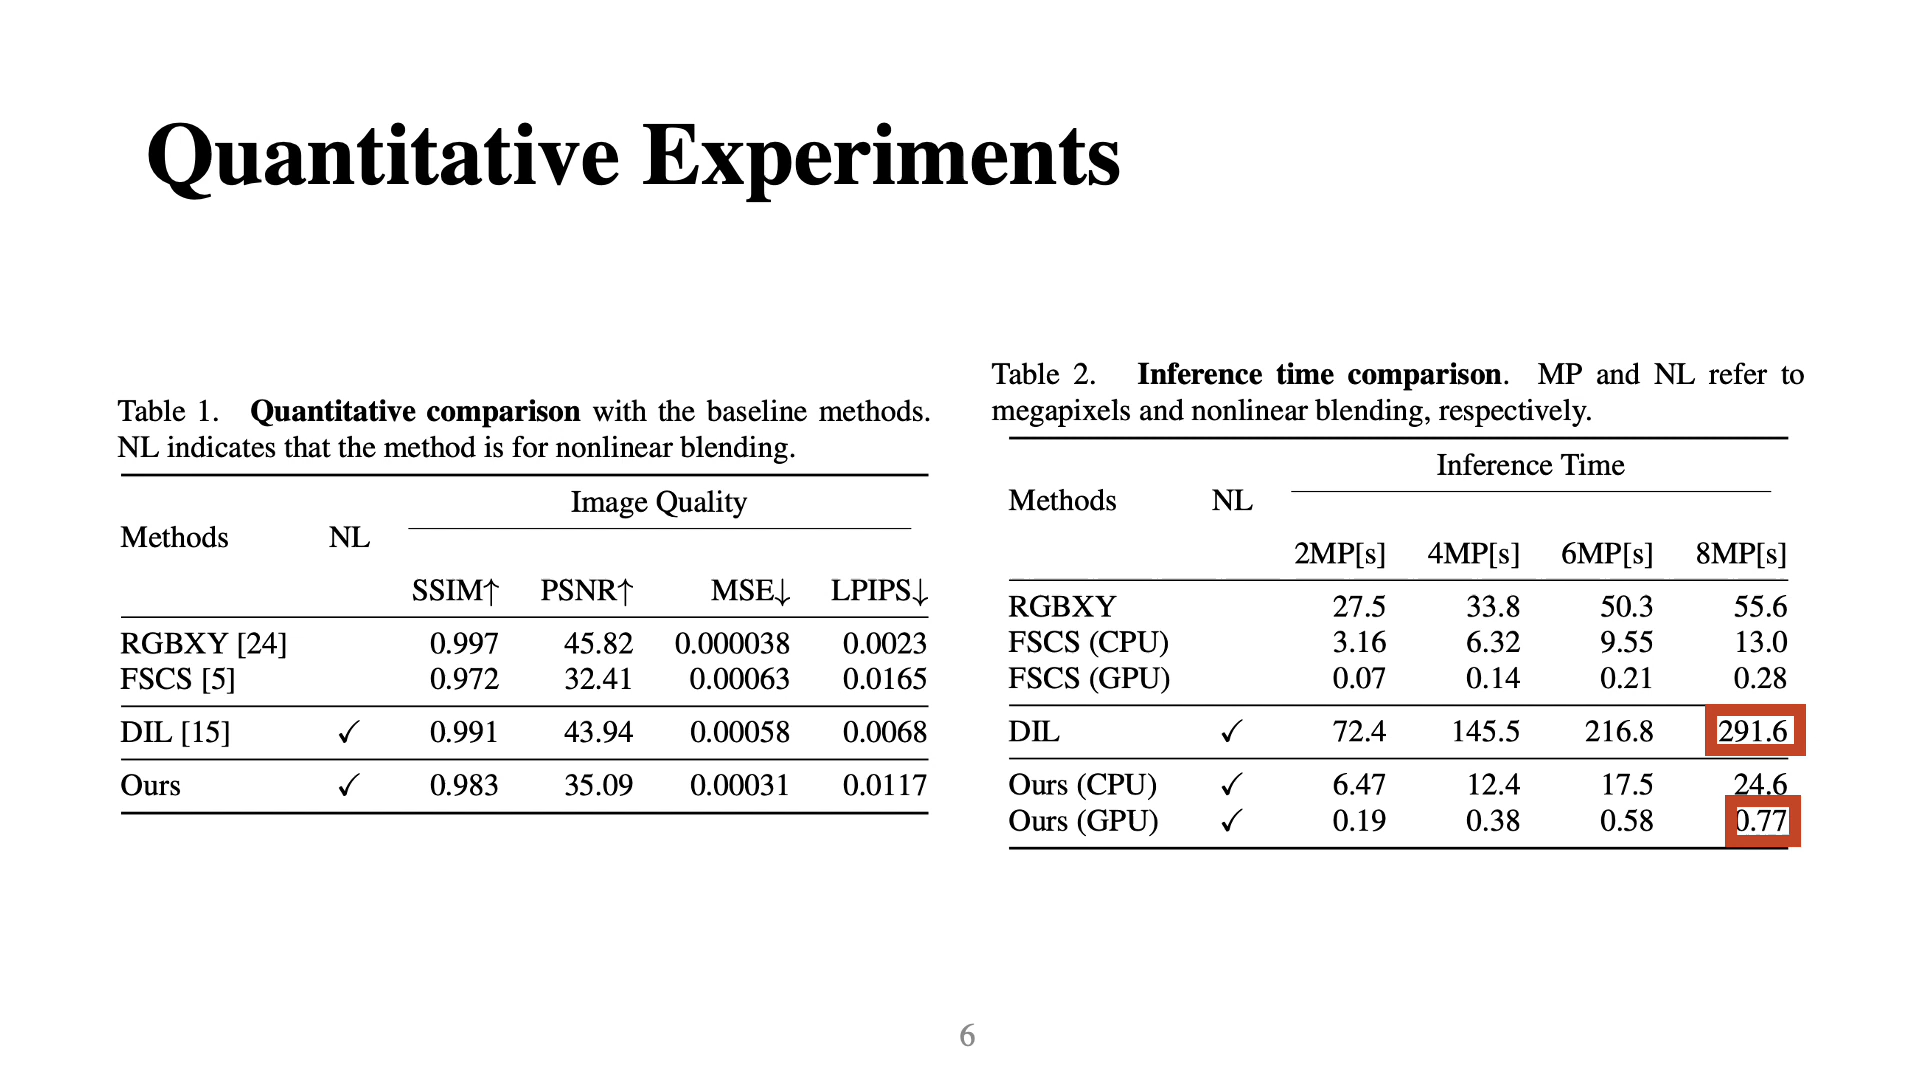 Quantitative Experiments
Table 1. Quantitative comparison with the baseline methods.
NL indicates that the method is for nonlinear blending.
Image Quality
Methods NL
SSIM↑ PSNR↑ MSE↓ LPIPS↓
RGBXY [24] 0.997 45.82 0.000038 0.0023
FSCS [5] 0.972 32.41 0.00063 0.0165
DIL [15] ✓ 0.991 43.94 0.00058 0.0068
Ours ✓ 0.983 35.09 0.00031 0.0117
Table 2. Inference time comparison. MP and NL refer to
megapixels and nonlinear blending, respectively.
Inference Time
Methods NL
2MP[s] 4MP[s] 6MP[s] 8MP[s]
RGBXY 27.5 33.8 50.3 55.6
FSCS (CPU) 3.16 6.32 9.55 13.0
FSCS (GPU) 0.07 0.14 0.21 0.28
DIL ✓ 72.4 145.5 216.8 291.6
Ours (CPU) ✓ 6.47 12.4 17.5 24.6
Ours (GPU) ✓ 0.19 0.38 0.58 0.77
6